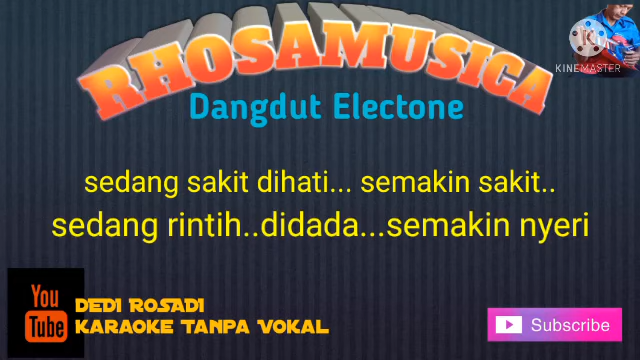 RHOSAMUSICA
KINEMASTER
Dangdut Electone
sedang sakit dihati... semakin sakit..
sedang rintih..didada...semakin nyeri
You
Tube
DEDI ROSADI
KARAOKE TANPA VOKAL
Subscribe